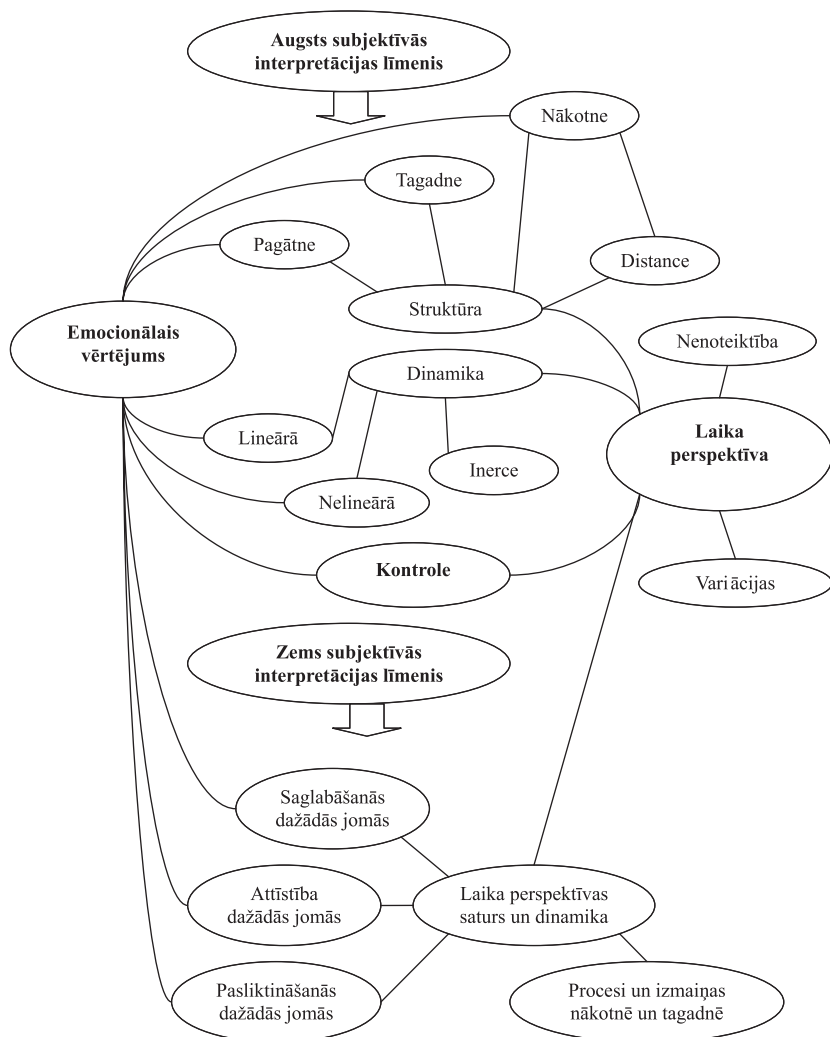 Augsts subjektīvās
interpretācijas līmenis
Nākotne
Tagadne
Pagātne
Distance
Struktūra
Emocionālais
vērtējums
Nenoteiktība
Dinamika
Lineārā
Laika
perspektīva
Inerce
Nelineārā
Kontrole
Variācijas
Zems subjektīvās
interpretācijas līmenis
Saglabāšanās
dažādās jomās
Attīstība
dažādās jomās
Laika perspektīvas
saturs un dinamika
Pasliktināšanās
dažādās jomās
Procesi un izmaiņas
nākotnē un tagadnē